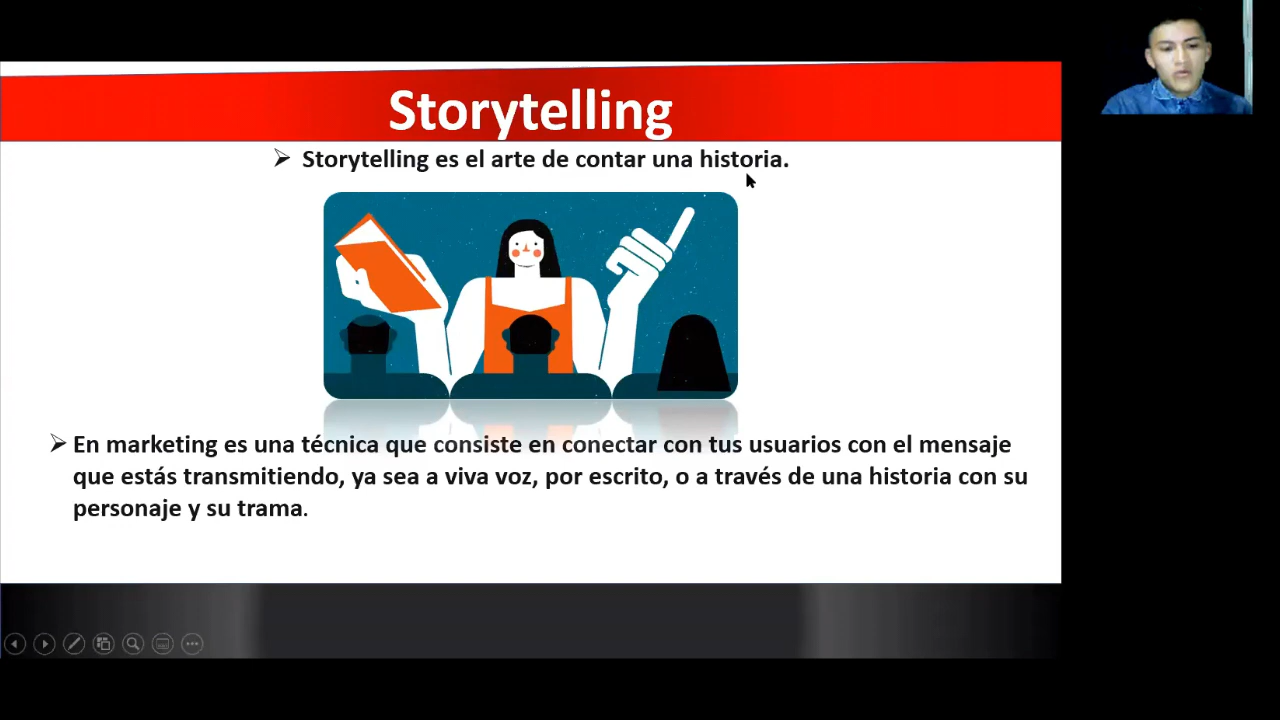 Storytelling
Storytelling es el arte de contar una historia.
En marketing es una técnica que consiste en conectar con tus usuarios con el mensaje
que estás transmitiendo, ya sea a viva voz, por escrito, o a través de una historia con su
personaje y su trama.